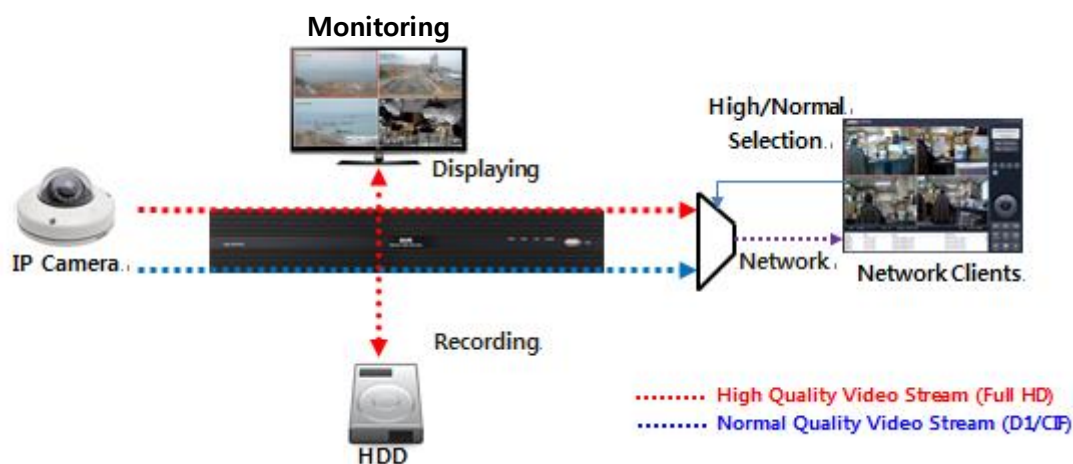 Monitoring
High/Normal
Selection.
Displaying
IP Camera.
Network.
Network Clients.
Recording.
High Quality Video Stream (Full HD)
Normal Quality Video Stream (D1/CIF)
HDD